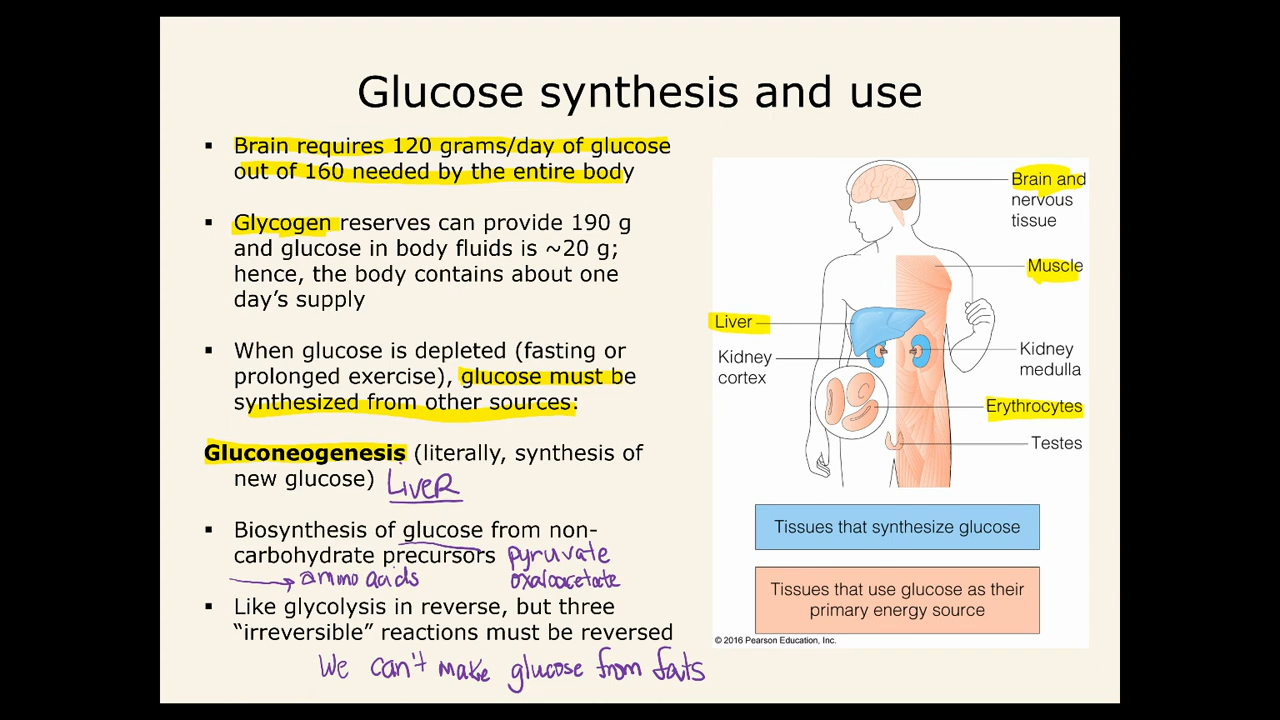 Glucose synthesis and use
▪ Brain requires 120 grams/day of glucose
out of 160 needed by the entire body
▪ Glycogen reserves can provide 190 g
and glucose in body fluids is ~20 g;
hence, the body contains about one
day’s supply
▪ When glucose is depleted (fasting or
prolonged exercise), glucose must be
synthesized from other sources:
Gluconeogenesis (literally, synthesis of
new glucose) LiveR
▪ Biosynthesis of glucose from non-
carbohydrate precursors pyruvate
→ amino acids oxaloacetate
▪ Like glycolysis in reverse, but three
“irreversible” reactions must be reversed
We can't make glucose from fats
Brain and
nervous
tissue
Muscle
Liver
Kidney
cortex
Kidney
medulla
Erythrocytes
Testes
Tissues that synthesize glucose
Tissues that use glucose as their
primary energy source
© 2016 Pearson Education, Inc.